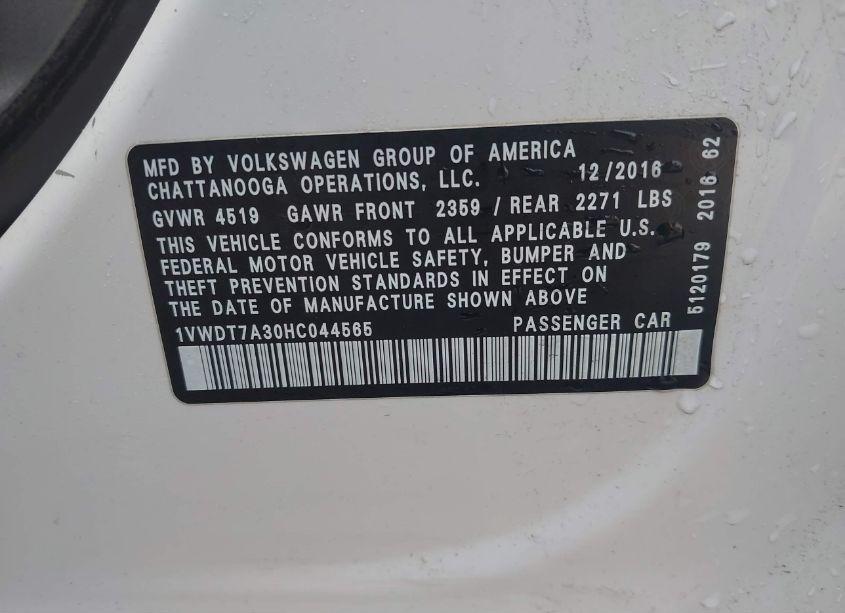 MFD BY VOLKSWAGEN GROUP OF AMERICA
CHATTANOOGA OPERATIONS, LLC. 12/2016
GVWR 4519 GAWR FRONT 2359 / REAR 2271 LBS
THIS VEHICLE CONFORMS TO ALL APPLICABLE U.S.
FEDERAL MOTOR VEHICLE SAFETY, BUMPER AND
THEFT PREVENTION STANDARDS IN EFFECT ON
THE DATE OF MANUFACTURE SHOWN ABOVE
1VWDT7A30HC044565 PASSENGER CAR
5120179 2016 62